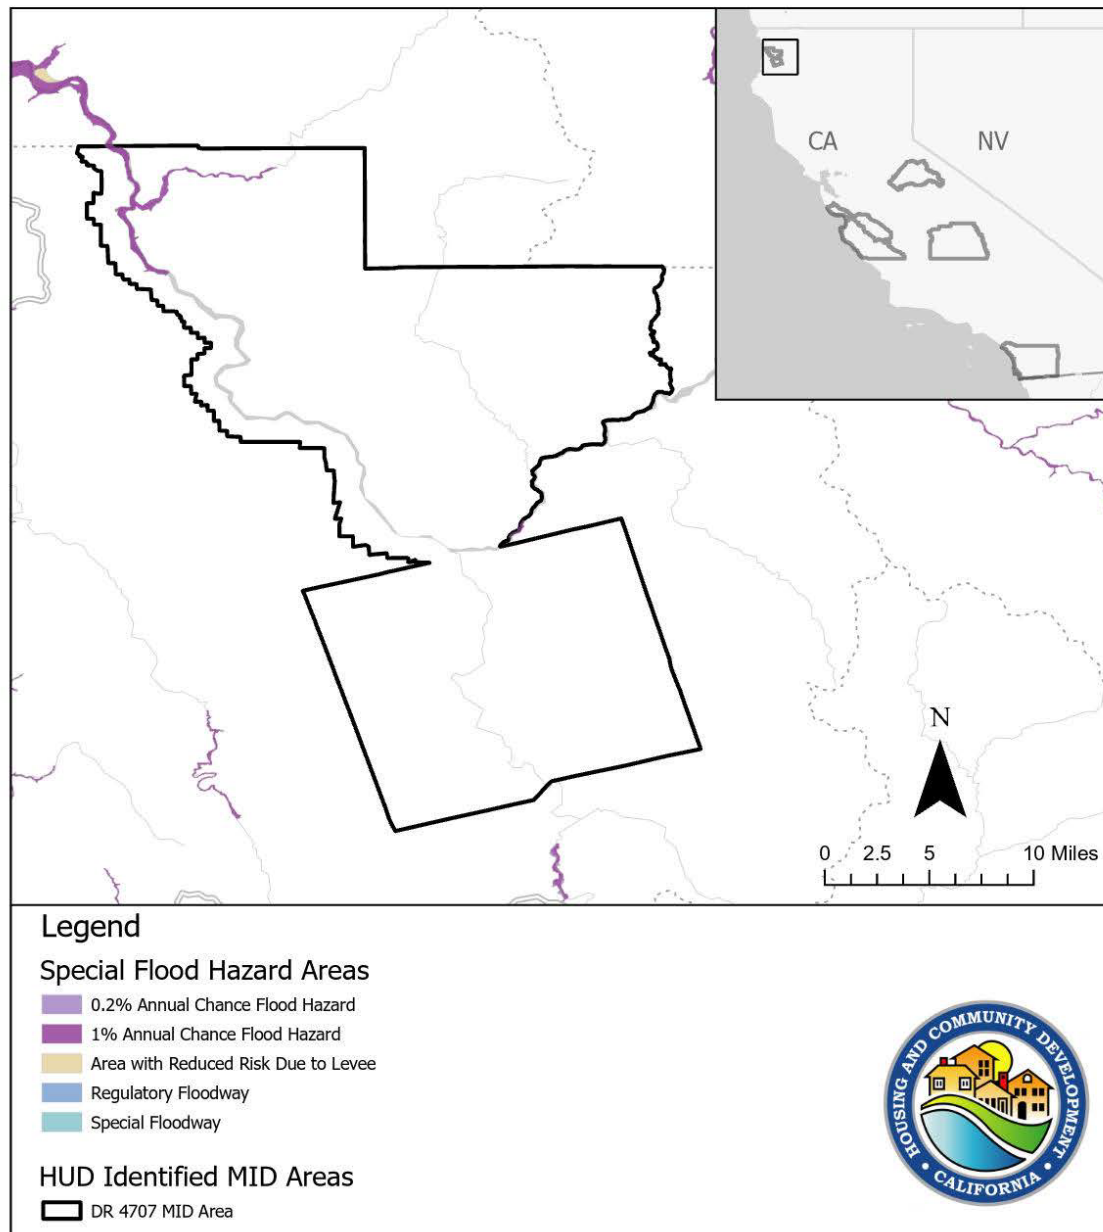 CA
NV
N
0 2.5 5 10 Miles
Legend
Special Flood Hazard Areas
0.2% Annual Chance Flood Hazard
1% Annual Chance Flood Hazard
Area with Reduced Risk Due to Levee
Regulatory Floodway
Special Floodway
HUD Identified MID Areas
DR 4707 MID Area
HOUSING AND COMMUNITY DEVELOPMENT
• CALIFORNIA •